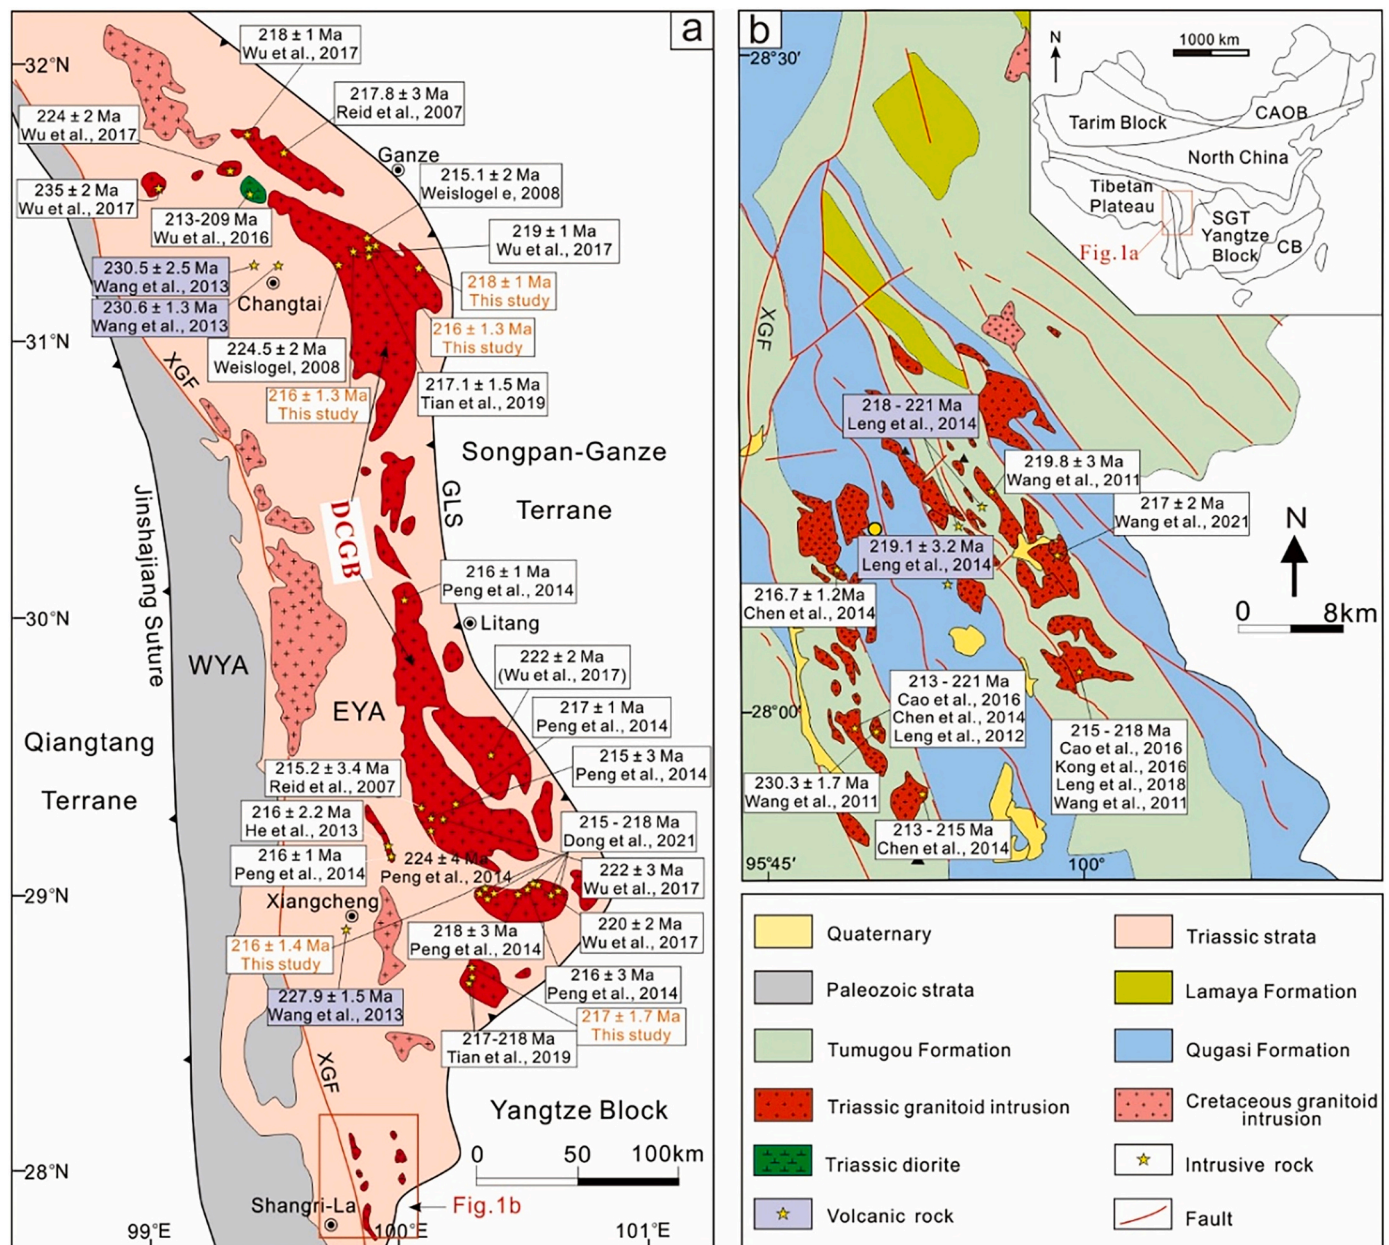 a
32°N
31°N
30°N
29°N
28°N
99°E
100°E
101°E
218 ± 1 Ma
Wu et al., 2017
217.8 ± 3 Ma
Reid et al., 2007
224 ± 2 Ma
Wu et al., 2017
Ganze
235 ± 2 Ma
Wu et al., 2017
215.1 ± 2 Ma
Weislogel e, 2008
213-209 Ma
Wu et al., 2016
219 ± 1 Ma
Wu et al., 2017
230.5 ± 2.5 Ma
Wang et al., 2013
218 ± 1 Ma
This study
Changtai
230.6 ± 1.3 Ma
Wang et al., 2013
216 ± 1.3 Ma
This study
224.5 ± 2 Ma
Weislogel, 2008
XGF
217.1 ± 1.5 Ma
Tian et al., 2019
216 ± 1.3 Ma
This study
Songpan-Ganze
Terrane
GLS
Jinshajiang Suture
DCGB
216 ± 1 Ma
Peng et al., 2014
Litang
WYA
EYA
222 ± 2 Ma
(Wu et al., 2017)
217 ± 1 Ma
Peng et al., 2014
Qiangtang
Terrane
215 ± 3 Ma
Peng et al., 2014
215.2 ± 3.4 Ma
Reid et al., 2007
216 ± 2.2 Ma
He et al., 2013
215 - 218 Ma
Dong et al., 2021
216 ± 1 Ma
Peng et al., 2014
224 ± 4 Ma
Peng et al., 2014
222 ± 3 Ma
Wu et al., 2017
Xiangcheng
218 ± 3 Ma
Peng et al., 2014
220 ± 2 Ma
Wu et al., 2017
216 ± 1.4 Ma
This study
216 ± 3 Ma
Peng et al., 2014
227.9 ± 1.5 Ma
Wang et al., 2013
217 ± 1.7 Ma
This study
217-218 Ma
Tian et al., 2019
XGF
Yangtze Block
0 50 100km
Shangri-La
Fig.1b
b
28°30′
28°00′
95°45′
100°
N
1000 km
Tarim Block
CAOB
North China
Tibetan
Plateau
SGT
Yangtze
Block
CB
Fig.1a
XGF
218 - 221 Ma
Leng et al., 2014
219.8 ± 3 Ma
Wang et al., 2011
217 ± 2 Ma
Wang et al., 2021
219.1 ± 3.2 Ma
Leng et al., 2014
216.7 ± 1.2Ma
Chen et al., 2014
N
0 8km
213 - 221 Ma
Cao et al., 2016
Chen et al., 2014
Leng et al., 2012
215 - 218 Ma
Cao et al., 2016
Kong et al., 2016
Leng et al., 2018
Wang et al., 2011
230.3 ± 1.7 Ma
Wang et al., 2011
213 - 215 Ma
Chen et al., 2014
Quaternary
Triassic strata
Paleozoic strata
Lamaya Formation
Tumugou Formation
Qugasi Formation
Triassic granitoid intrusion
Cretaceous granitoid
intrusion
Triassic diorite
Intrusive rock
Volcanic rock
Fault